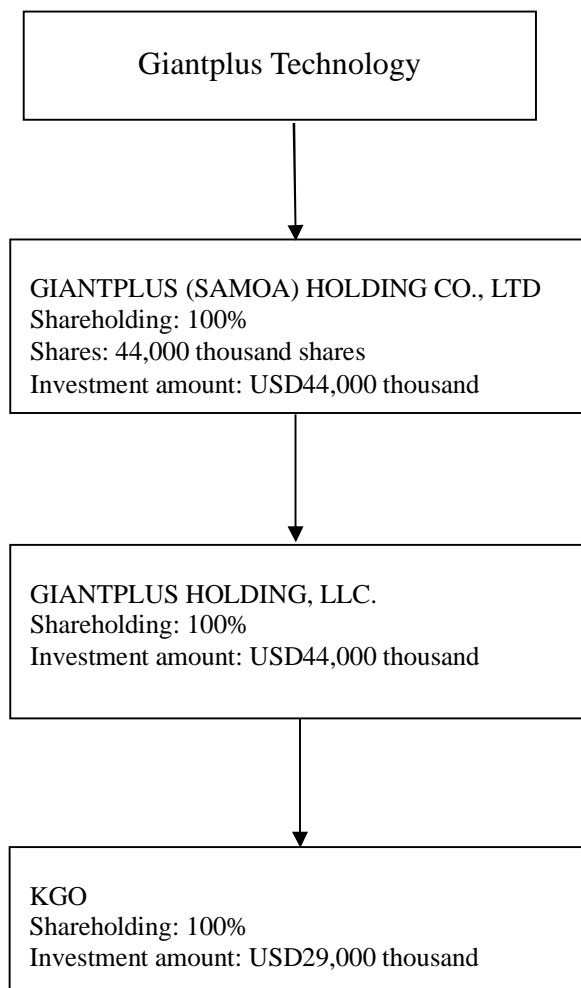 Giantplus Technology
GIANTPLUS (SAMOA) HOLDING CO., LTD
Shareholding: 100%
Shares: 44,000 thousand shares
Investment amount: USD44,000 thousand
GIANTPLUS HOLDING, LLC.
Shareholding: 100%
Investment amount: USD44,000 thousand
KGO
Shareholding: 100%
Investment amount: USD29,000 thousand